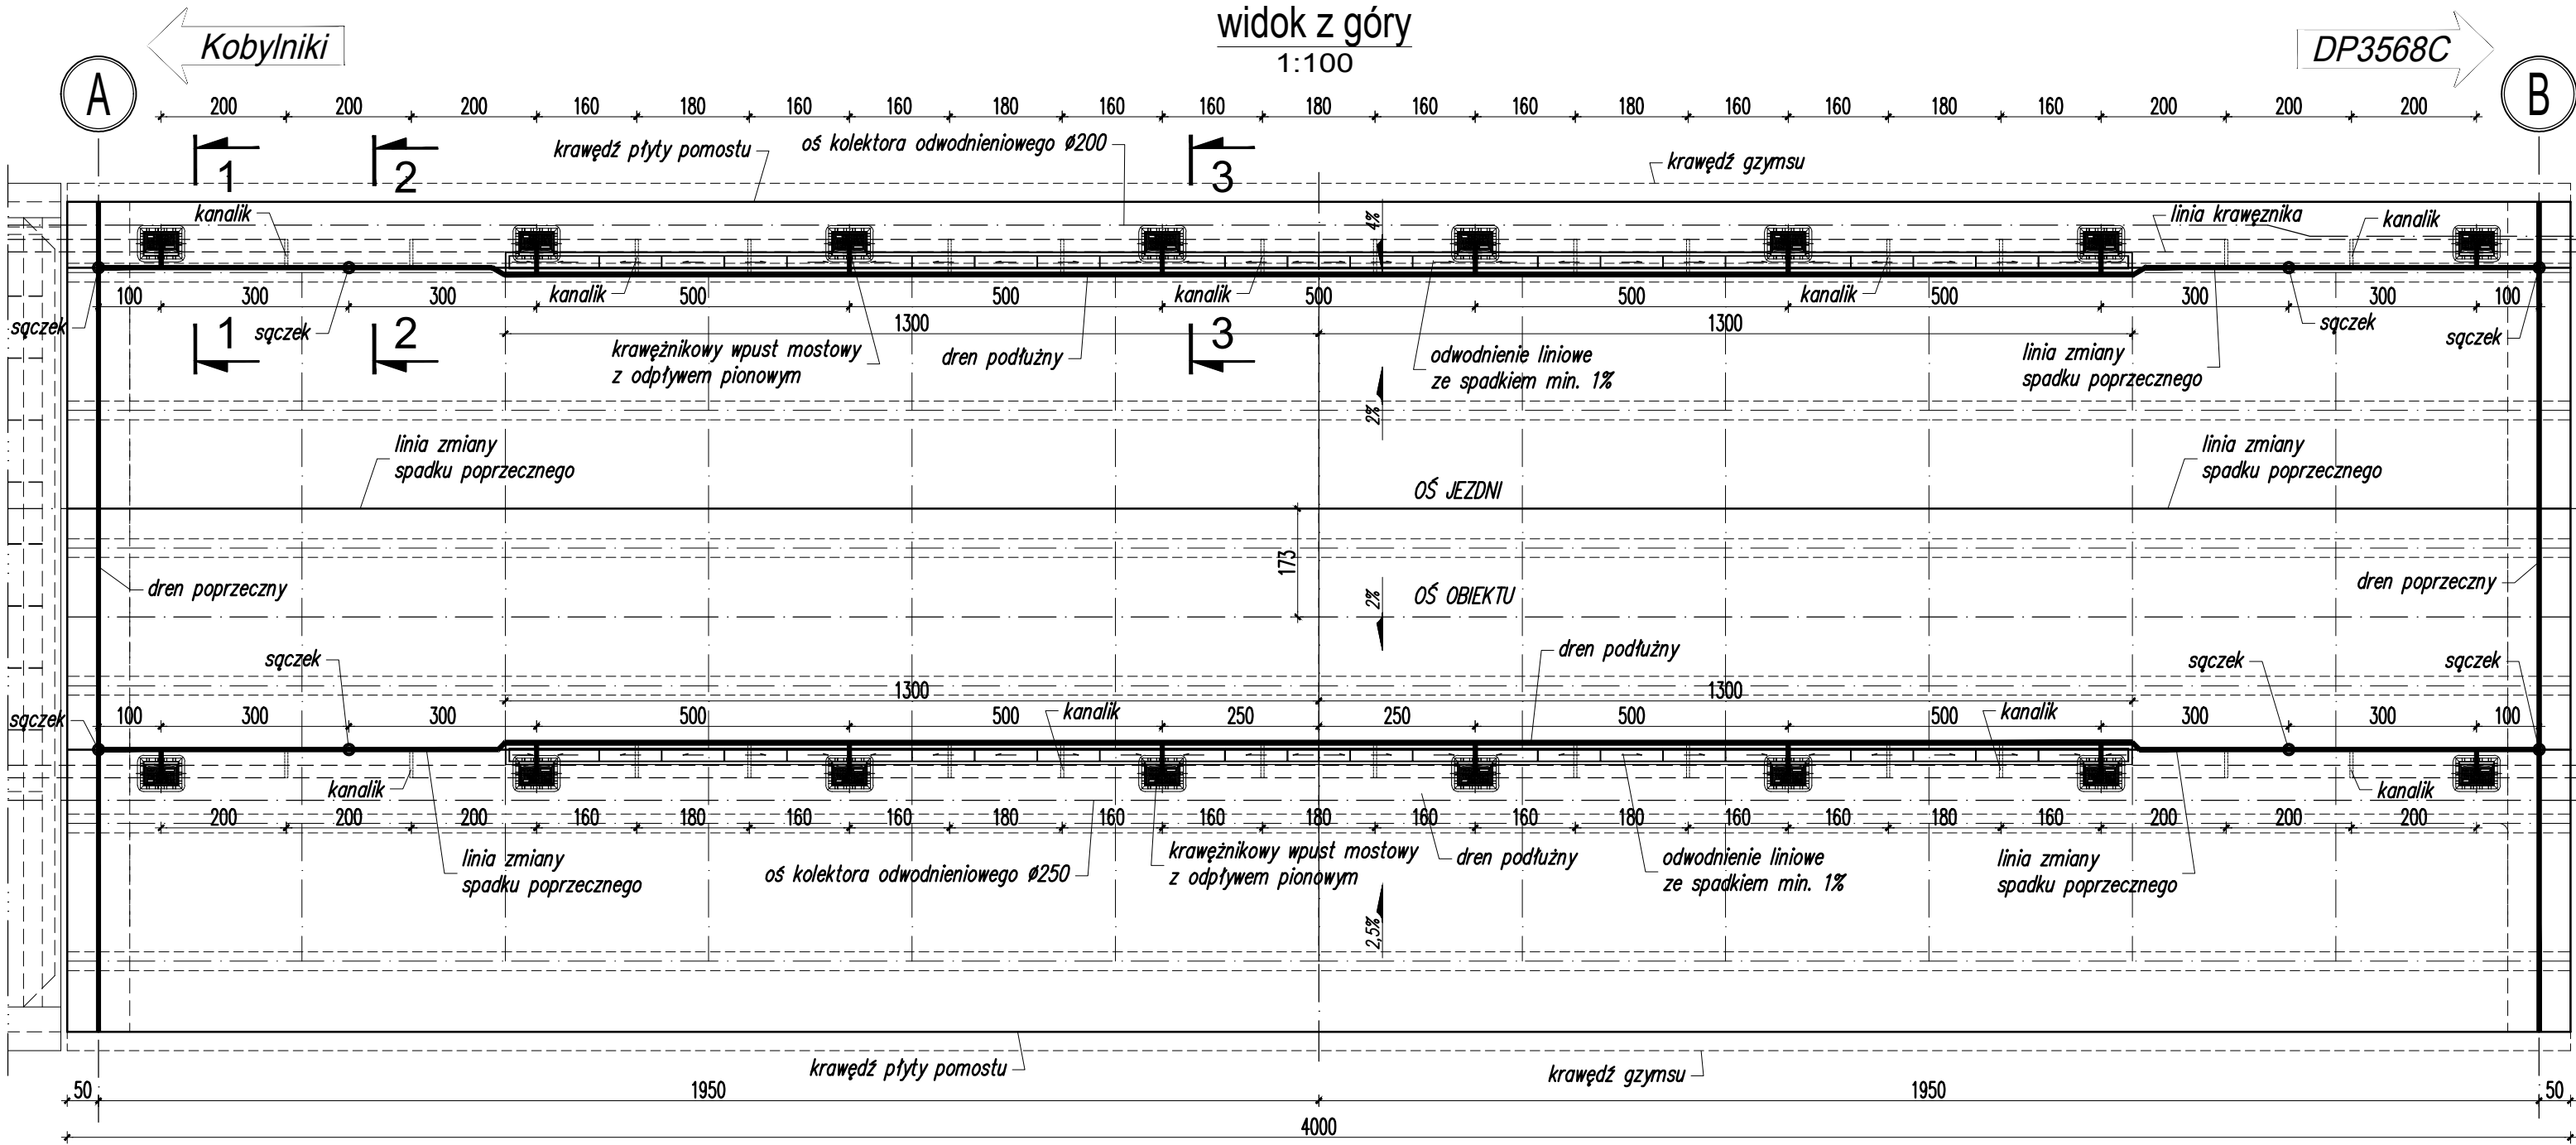 widok z góry
1:100
Kobylniki
DP3568C
A
B
200 200 200 160 180 160 160 180 160 160 180 160 160 180 160 160 180 160 200 200 200
1 2 3
krawędź płyty pomostu
oś kolektora odwodnieniowego ø200
krawędź gzymsu
kanalik
4%
linia krawęznika
kanalik
100 300 300 kanalik 500 500 kanalik 500 500 kanalik 500 300 300 100
sączek
sączek
1300 1300
sączek
sączek
1 2 3
krawężnikowy wpust mostowy
z odpływem pionowym
dren podłużny
odwodnienie liniowe
ze spadkiem min. 1%
linia zmiany
spadku poprzecznego
2%
linia zmiany
spadku poprzecznego
linia zmiany
spadku poprzecznego
OŚ JEZDNI
173
dren poprzeczny
dren poprzeczny
2%
OŚ OBIEKTU
sączek
dren podłużny
sączek
sączek
1300 1300
sączek
100 300 300 500 500 kanalik 250 250 500 500 kanalik 300 300 100
kanalik
kanalik
200 200 200 160 180 160 160 180 160 160 180 160 160 180 160 160 180 160 200 200 200
linia zmiany
spadku poprzecznego
oś kolektora odwodnieniowego ø250
krawężnikowy wpust mostowy
z odpływem pionowym
dren podłużny
odwodnienie liniowe
ze spadkiem min. 1%
linia zmiany
spadku poprzecznego
2,5%
krawędź płyty pomostu
krawędź gzymsu
50 1950 1950 50
4000